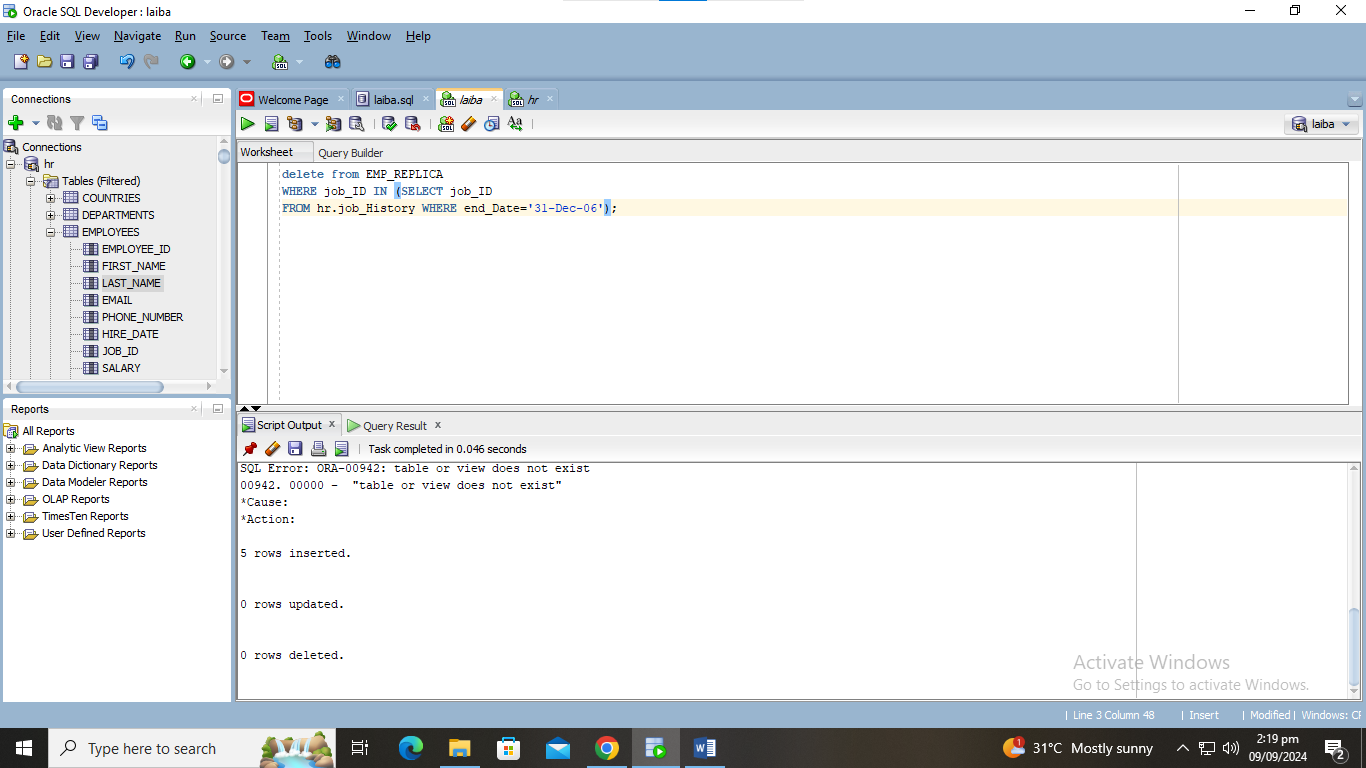 Oracle SQL Developer : laiba
File Edit View Navigate Run Source Team Tools Window Help
Connections
Connections
hr
Tables (Filtered)
COUNTRIES
DEPARTMENTS
EMPLOYEES
EMPLOYEE_ID
FIRST_NAME
LAST_NAME
EMAIL
PHONE_NUMBER
HIRE_DATE
JOB_ID
SALARY
Reports
All Reports
Analytic View Reports
Data Dictionary Reports
Data Modeler Reports
OLAP Reports
TimesTen Reports
User Defined Reports
Welcome Page laiba.sql laiba hr
laiba
Worksheet Query Builder
delete from EMP_REPLICA
WHERE job_ID IN (SELECT job_ID
FROM hr.job_History WHERE end_Date='31-Dec-06');
Script Output Query Result
Task completed in 0.046 seconds
SQL Error: ORA-00942: table or view does not exist
00942. 00000 - "table or view does not exist"
*Cause:
*Action:
5 rows inserted.
0 rows updated.
0 rows deleted.
Activate Windows
Go to Settings to activate Windows.
Line 3 Column 48 Insert Modified Windows: CF
Type here to search
1
31°C Mostly sunny
2:19 pm
09/09/2024
2